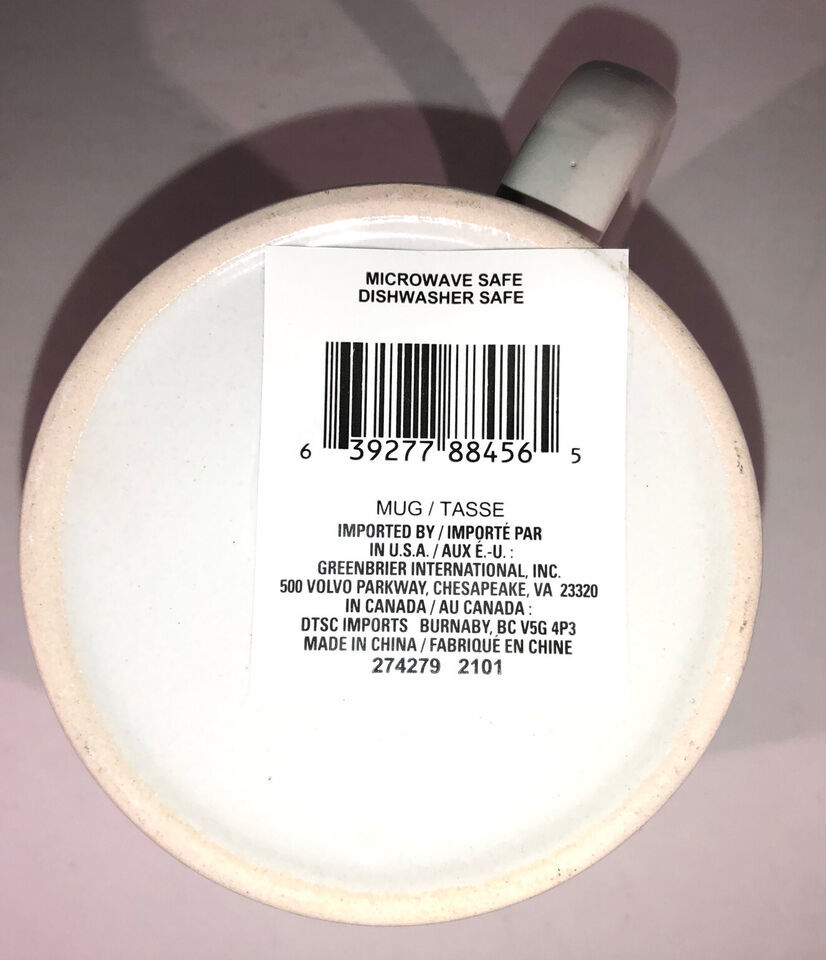 MICROWAVE SAFE
DISHWASHER SAFE
6 39277 88456 5
MUG / TASSE
IMPORTED BY / IMPORTÉ PAR
IN U.S.A. / AUX É.-U. :
GREENBRIER INTERNATIONAL, INC.
500 VOLVO PARKWAY, CHESAPEAKE, VA 23320
IN CANADA / AU CANADA :
DTSC IMPORTS BURNABY, BC V5G 4P3
MADE IN CHINA / FABRIQUÉ EN CHINE
274279 2101